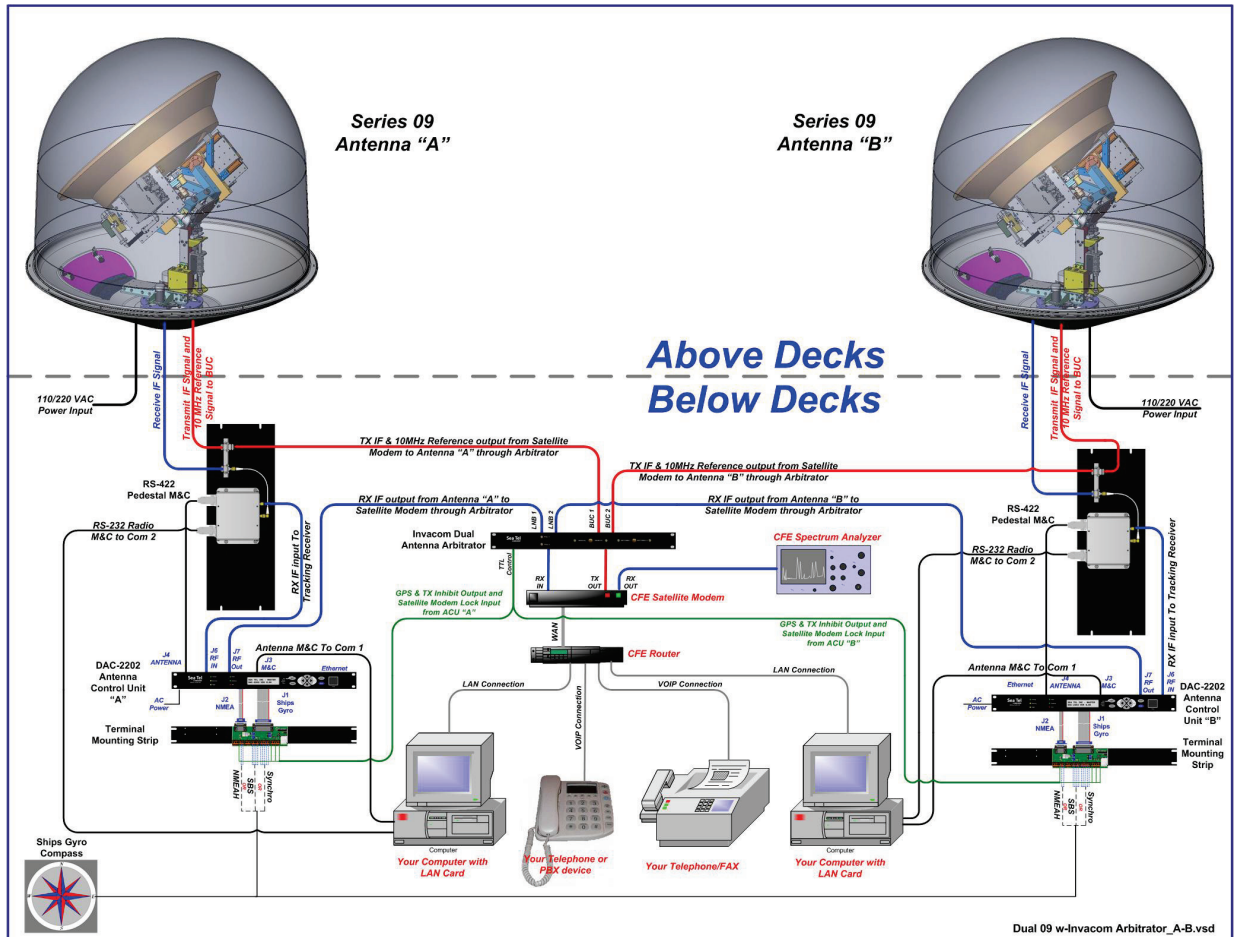 Series 09
Antenna “A”
Series 09
Antenna “B”
Above Decks
Below Decks
110/220 VAC
Power Input
Receive IF Signal
Transmit IF Signal and
10 MHz Reference
Signal to BUC
Receive IF Signal
Transmit IF Signal and
10 MHz Reference
Signal to BUC
110/220 VAC
Power Input
TX IF & 10MHz Reference output from Satellite
Modem to Antenna “A” through Arbitrator
TX IF & 10MHz Reference output from Satellite
Modem to Antenna “B” through Arbitrator
RS-422
Pedestal M&C
RX IF output from Antenna “A” to
Satellite Modem through Arbitrator
LNB 1
LNB 2
BUC 1
BUC 2
RX IF output from Antenna “B” to
Satellite Modem through Arbitrator
RS-422
Pedestal M&C
RS-232 Radio
M&C to Com 2
RX IF input To
Tracking Receiver
Invacom Dual
Antenna Arbitrator
Sea Tel
CFE Spectrum Analyzer
RS-232 Radio
M&C to Com 2
RX IF input To Tracking Receiver
TTL
Control
RX
IN
TX
OUT
RX
OUT
CFE Satellite Modem
GPS & TX Inhibit Output and
Satellite Modem Lock Input
from ACU “A”
GPS & TX Inhibit Output and
Satellite Modem Lock Input
from ACU “B”
WAN
CFE Router
J4
ANTENNA
J6
RF
IN
J7
RF
Out
Antenna M&C To Com 1
J3
M&C
Ethernet
DAC-2202
Antenna
Control Unit
“A”
Sea Tel
AC
Power
J2
NMEA
J1
Ships
Gyro
Terminal
Mounting Strip
NMEAH
OR
SBS
OR
Synchro
LAN Connection
VOIP Connection
VOIP Connection
LAN Connection
Antenna M&C To Com 1
Ethernet
J4
ANTENNA
J3
M&C
J7
RF
Out
J6
RF
IN
AC
Power
Sea Tel
DAC-2202
Antenna
Control
Unit “B”
J2
NMEA
J1
Ships
Gyro
Terminal
Mounting
Strip
NMEAH
OR
SBS
OR
Synchro
Computer
Your Computer with
LAN Card
Your Telephone or
PBX device
Your Telephone/FAX
Computer
Your Computer with
LAN Card
Ships Gyro
Compass
N
E
S
W
Dual 09 w-Invacom Arbitrator_A-B.vsd